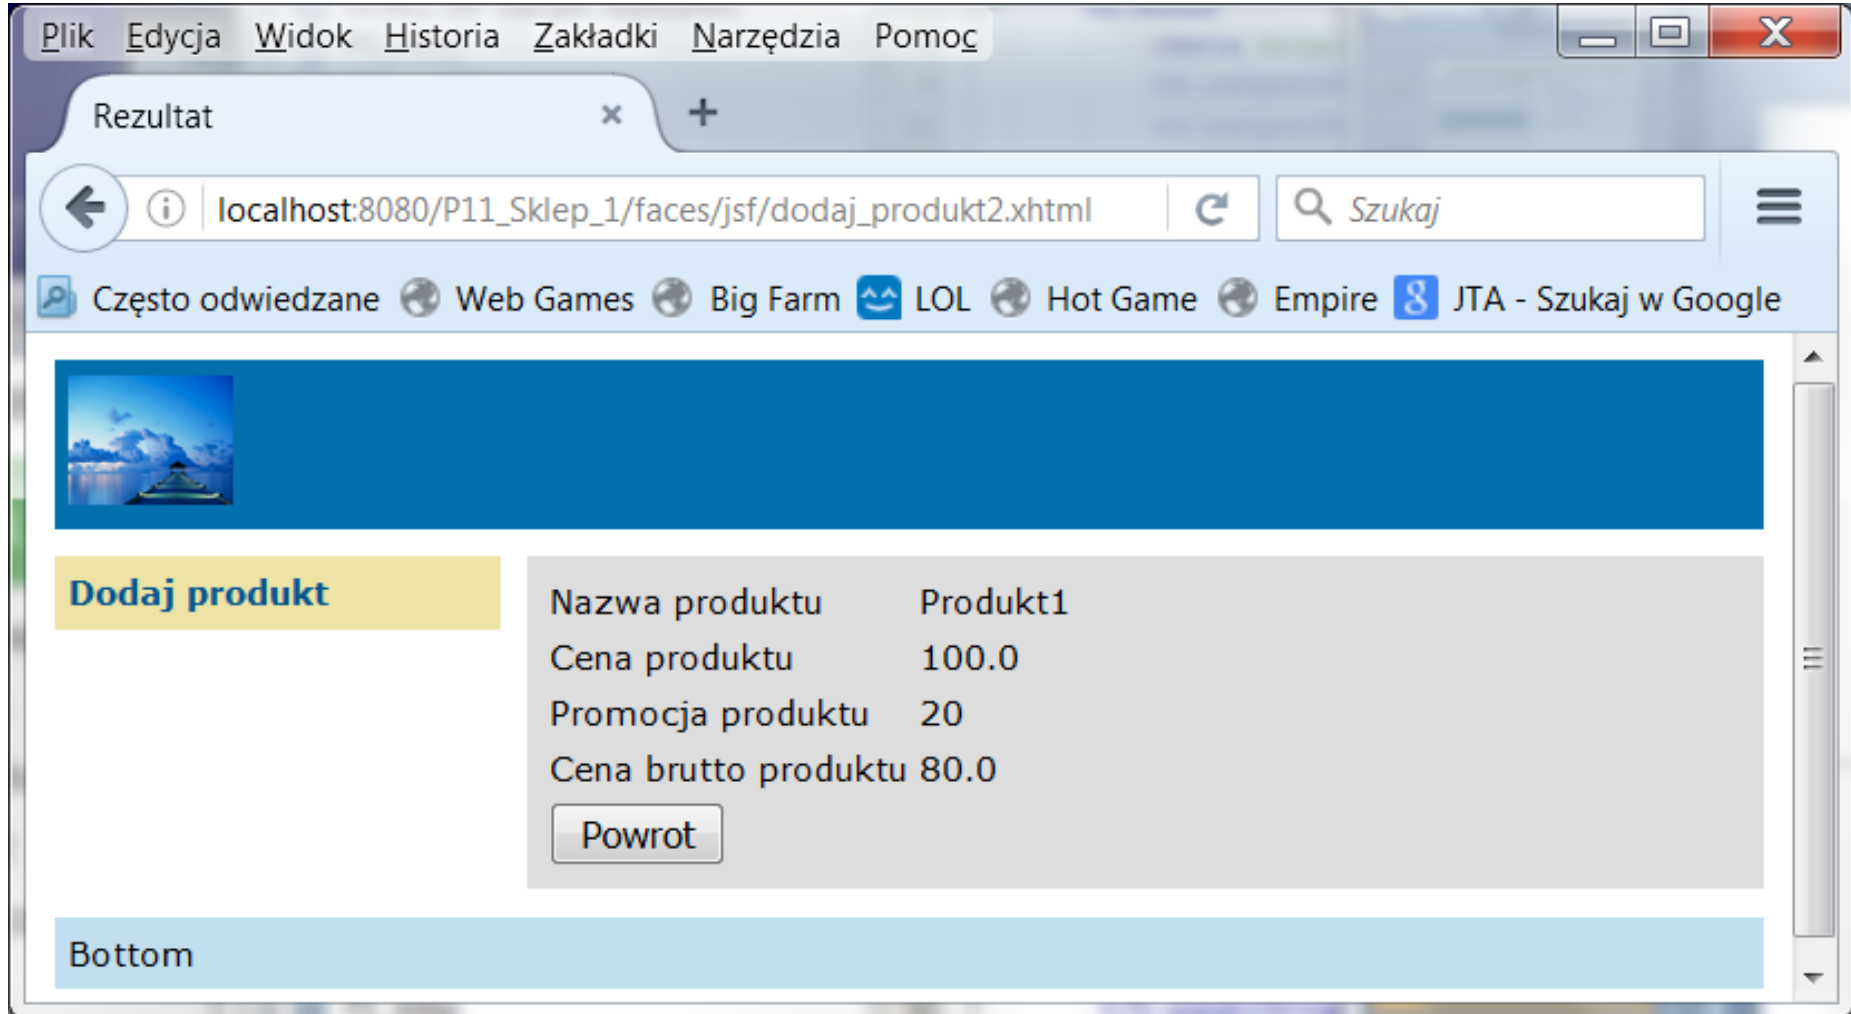 Plik Edycja Widok Historia Zakładki Narzędzia Pomoc
Rezultat
localhost:8080/P11_Sklep_1/faces/jsf/dodaj_produkt2.xhtml Szukaj
Często odwiedzane Web Games Big Farm LOL Hot Game Empire 8 JTA - Szukaj w Google
Dodaj produkt
Nazwa produktu Produkt1
Cena produktu 100.0
Promocja produktu 20
Cena brutto produktu 80.0
Powrot
Bottom